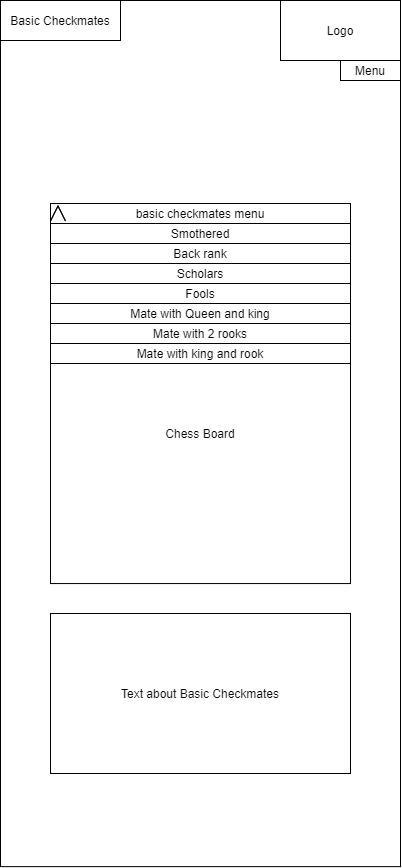 Basic Checkmates
Logo
Menu
basic checkmates menu
Smothered
Back rank
Scholars
Fools
Mate with Queen and king
Mate with 2 rooks
Mate with king and rook
Chess Board
Text about Basic Checkmates